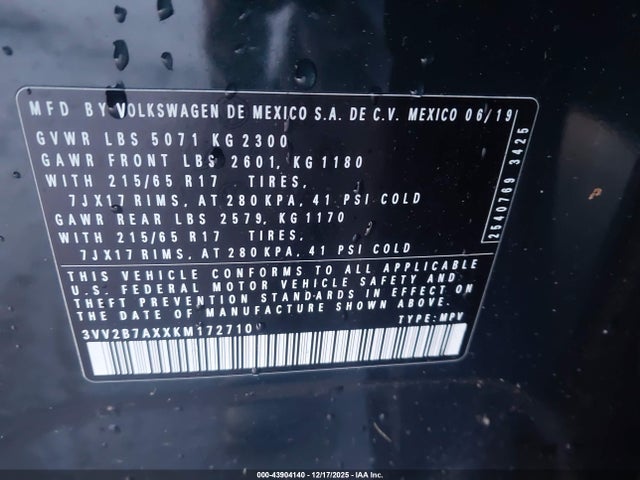 MFD BY VOLKSWAGEN DE MEXICO S.A. DE C.V. MEXICO 06/19
GVWR LBS 5071 KG 2300
GAWR FRONT LBS 2601, KG 1180
WITH 215/65 R17 TIRES,
7JX17 RIMS, AT 280 KPA, 41 PSI COLD
GAWR REAR LBS 2579, KG 1170
WITH 215/65 R17 TIRES,
7JX17 RIMS, AT 280 KPA, 41 PSI COLD
2540769 3425
THIS VEHICLE CONFORMS TO ALL APPLICABLE
U.S. FEDERAL MOTOR VEHICLE SAFETY AND
THEFT PREVENTION STANDARDS IN EFFECT ON
THE DATE OF MANUFACTURE SHOWN ABOVE.
3VV2B7AXXKM172710 TYPE: MPV
000-43904140 - 12/17/2025 - IAA Inc.